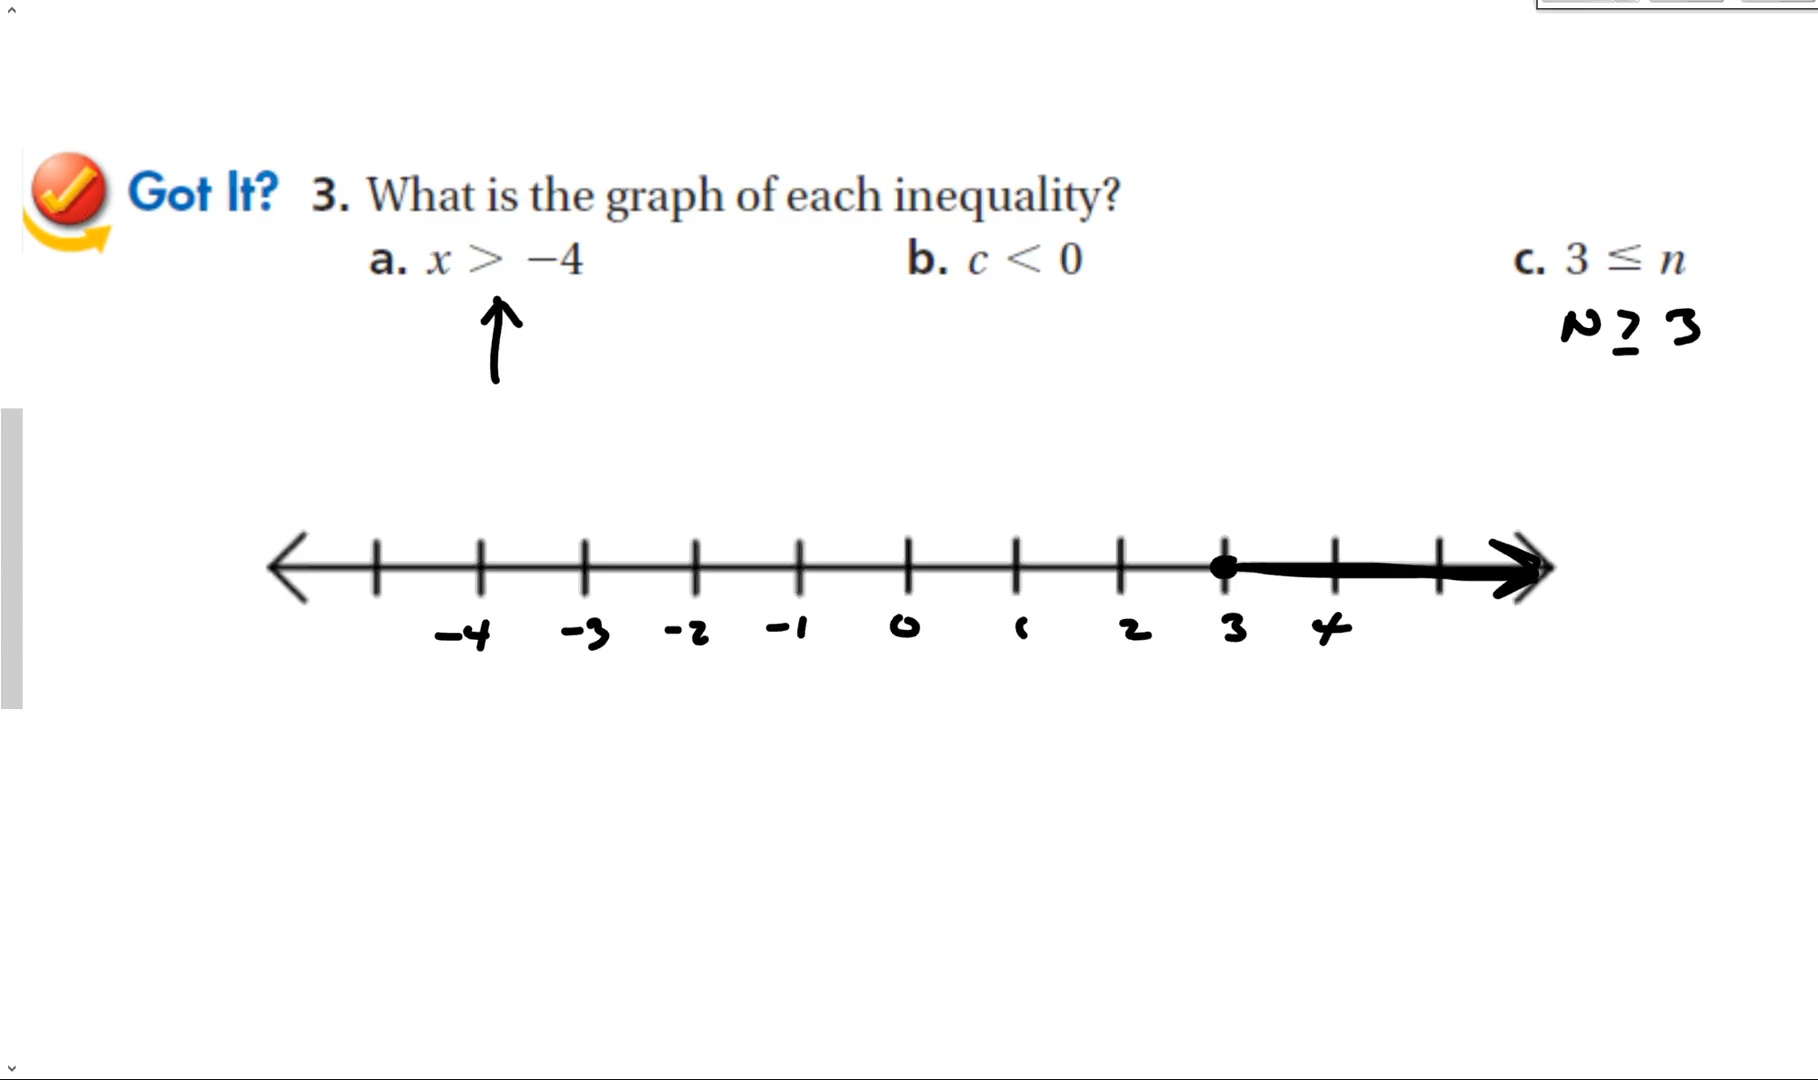 Got It? 3. What is the graph of each inequality?
a. x > −4 b. c < 0 c. 3 ≤ n
N ≥ 3
-4 -3 -2 -1 0 1 2 3 4